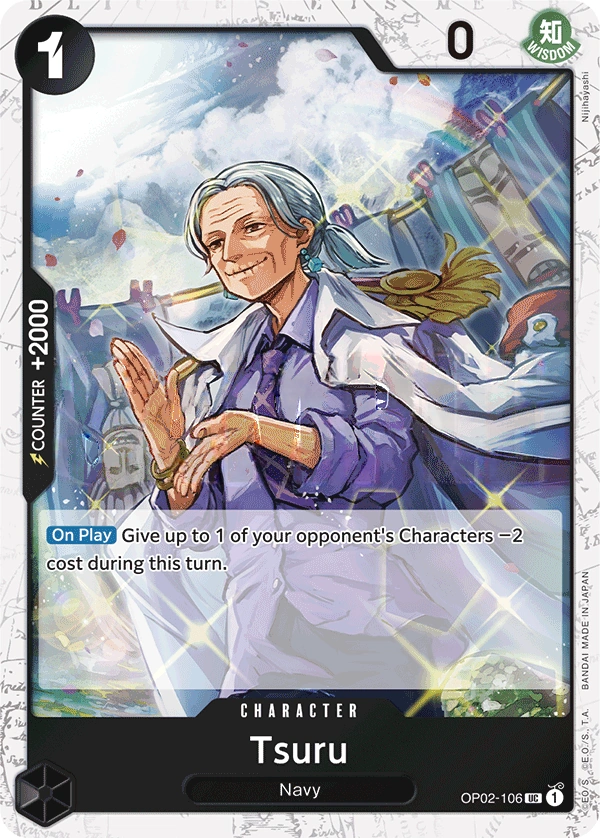 1
0
知
WISDOM
Nijihayashi
COUNTER +2000
On Play Give up to 1 of your opponent's Characters −2
cost during this turn.
CHARACTER
Tsuru
Navy
OP02-106 UC 1
©E.O./S. ©E.O./S., T.A. BANDAI MADE IN JAPAN